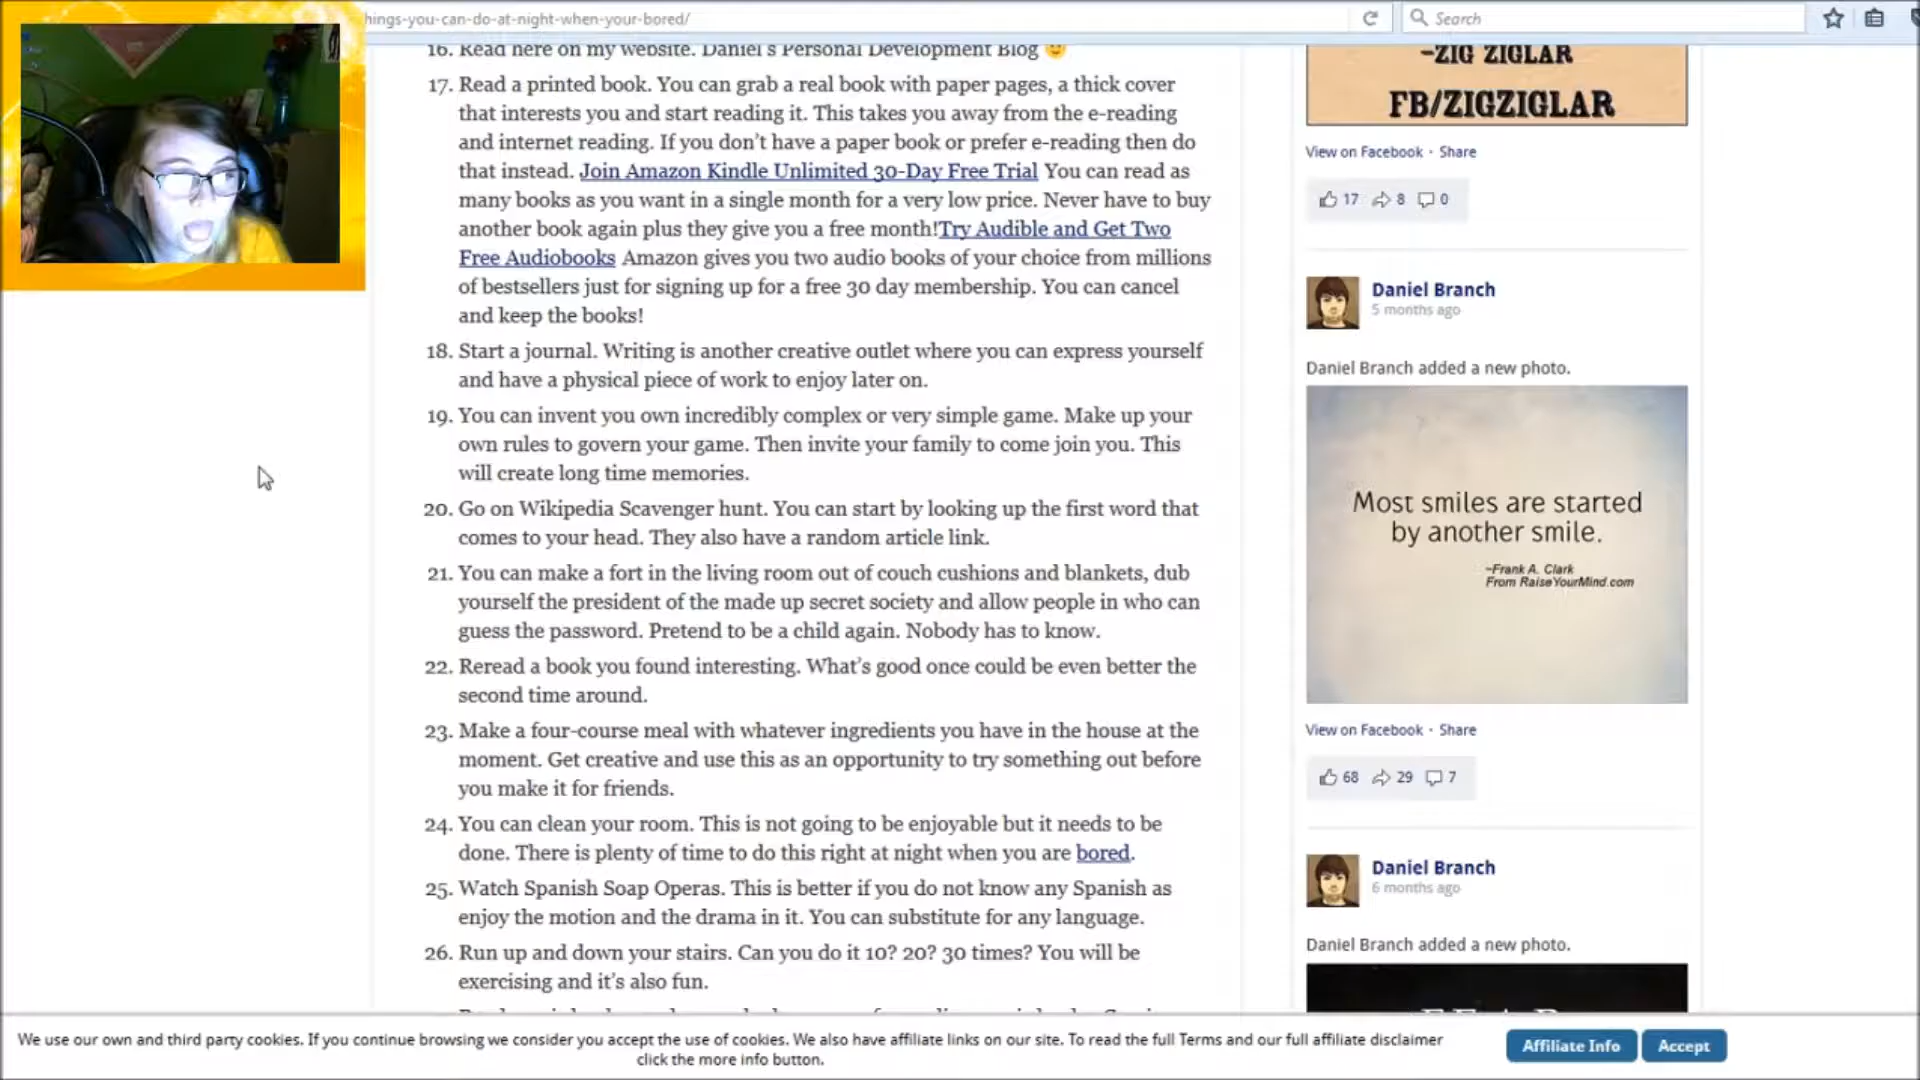 hings-you-can-do-at-night-when-your-bored/
Search
16. Read here on my website. Daniel's Personal Development Blog
17. Read a printed book. You can grab a real book with paper pages, a thick cover
that interests you and start reading it. This takes you away from the e-reading
and internet reading. If you don't have a paper book or prefer e-reading then do
that instead. Join Amazon Kindle Unlimited 30-Day Free Trial You can read as
many books as you want in a single month for a very low price. Never have to buy
another book again plus they give you a free month!Try Audible and Get Two
Free Audiobooks Amazon gives you two audio books of your choice from millions
of bestsellers just for signing up for a free 30 day membership. You can cancel
and keep the books!
18. Start a journal. Writing is another creative outlet where you can express yourself
and have a physical piece of work to enjoy later on.
19. You can invent you own incredibly complex or very simple game. Make up your
own rules to govern your game. Then invite your family to come join you. This
will create long time memories.
20. Go on Wikipedia Scavenger hunt. You can start by looking up the first word that
comes to your head. They also have a random article link.
21. You can make a fort in the living room out of couch cushions and blankets, dub
yourself the president of the made up secret society and allow people in who can
guess the password. Pretend to be a child again. Nobody has to know.
22. Reread a book you found interesting. What's good once could be even better the
second time around.
23. Make a four-course meal with whatever ingredients you have in the house at the
moment. Get creative and use this as an opportunity to try something out before
you make it for friends.
24. You can clean your room. This is not going to be enjoyable but it needs to be
done. There is plenty of time to do this right at night when you are bored.
25. Watch Spanish Soap Operas. This is better if you do not know any Spanish as
enjoy the motion and the drama in it. You can substitute for any language.
26. Run up and down your stairs. Can you do it 10? 20? 30 times? You will be
exercising and it's also fun.
-ZIG ZIGLAR
FB/ZIGZIGLAR
View on Facebook · Share
17 8 0
Daniel Branch
5 months ago
Daniel Branch added a new photo.
Most smiles are started
by another smile.
~Frank A. Clark
From RaiseYourMind.com
View on Facebook · Share
68 29 7
Daniel Branch
6 months ago
Daniel Branch added a new photo.
We use our own and third party cookies. If you continue browsing we consider you accept the use of cookies. We also have affiliate links on our site. To read the full Terms and our full affiliate disclaimer
click the more info button.
Affiliate Info
Accept